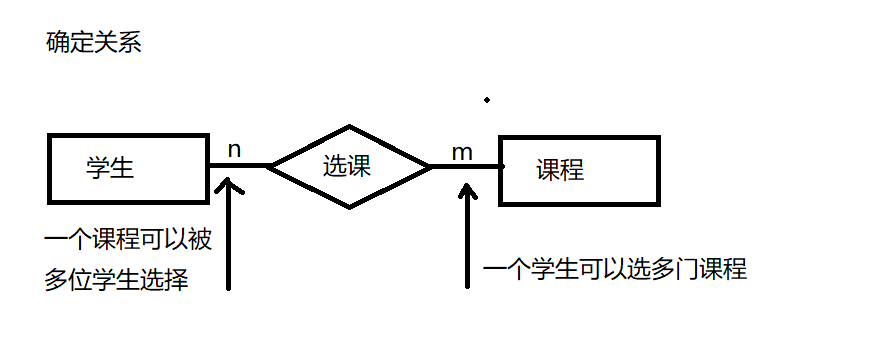 确定关系
学生
n
选课
m
课程
一个课程可以被
多位学生选择
一个学生可以选多门课程